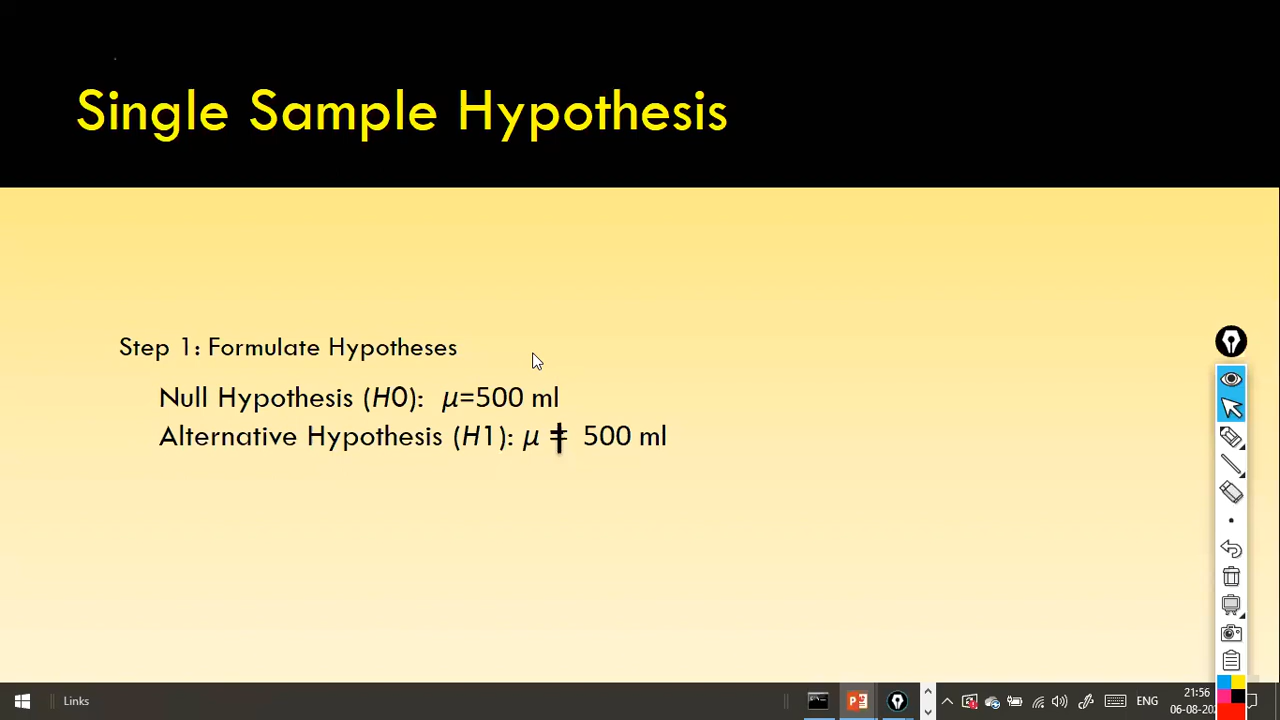 Single Sample Hypothesis
Step 1: Formulate Hypotheses
Null Hypothesis (H0): μ=500 ml
Alternative Hypothesis (H1): μ ≠ 500 ml
Links
ENG
21:56
06-08-20